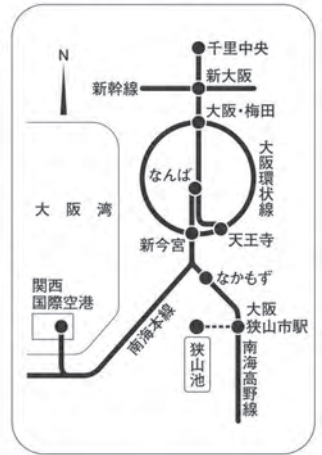 千里中央
N
新大阪
新幹線
大阪・梅田
大阪環状線
なんば
大阪湾
天王寺
新今宮
なかもず
関西
国際空港
大阪
狭山市駅
南海本線
狭山池
南海高野線